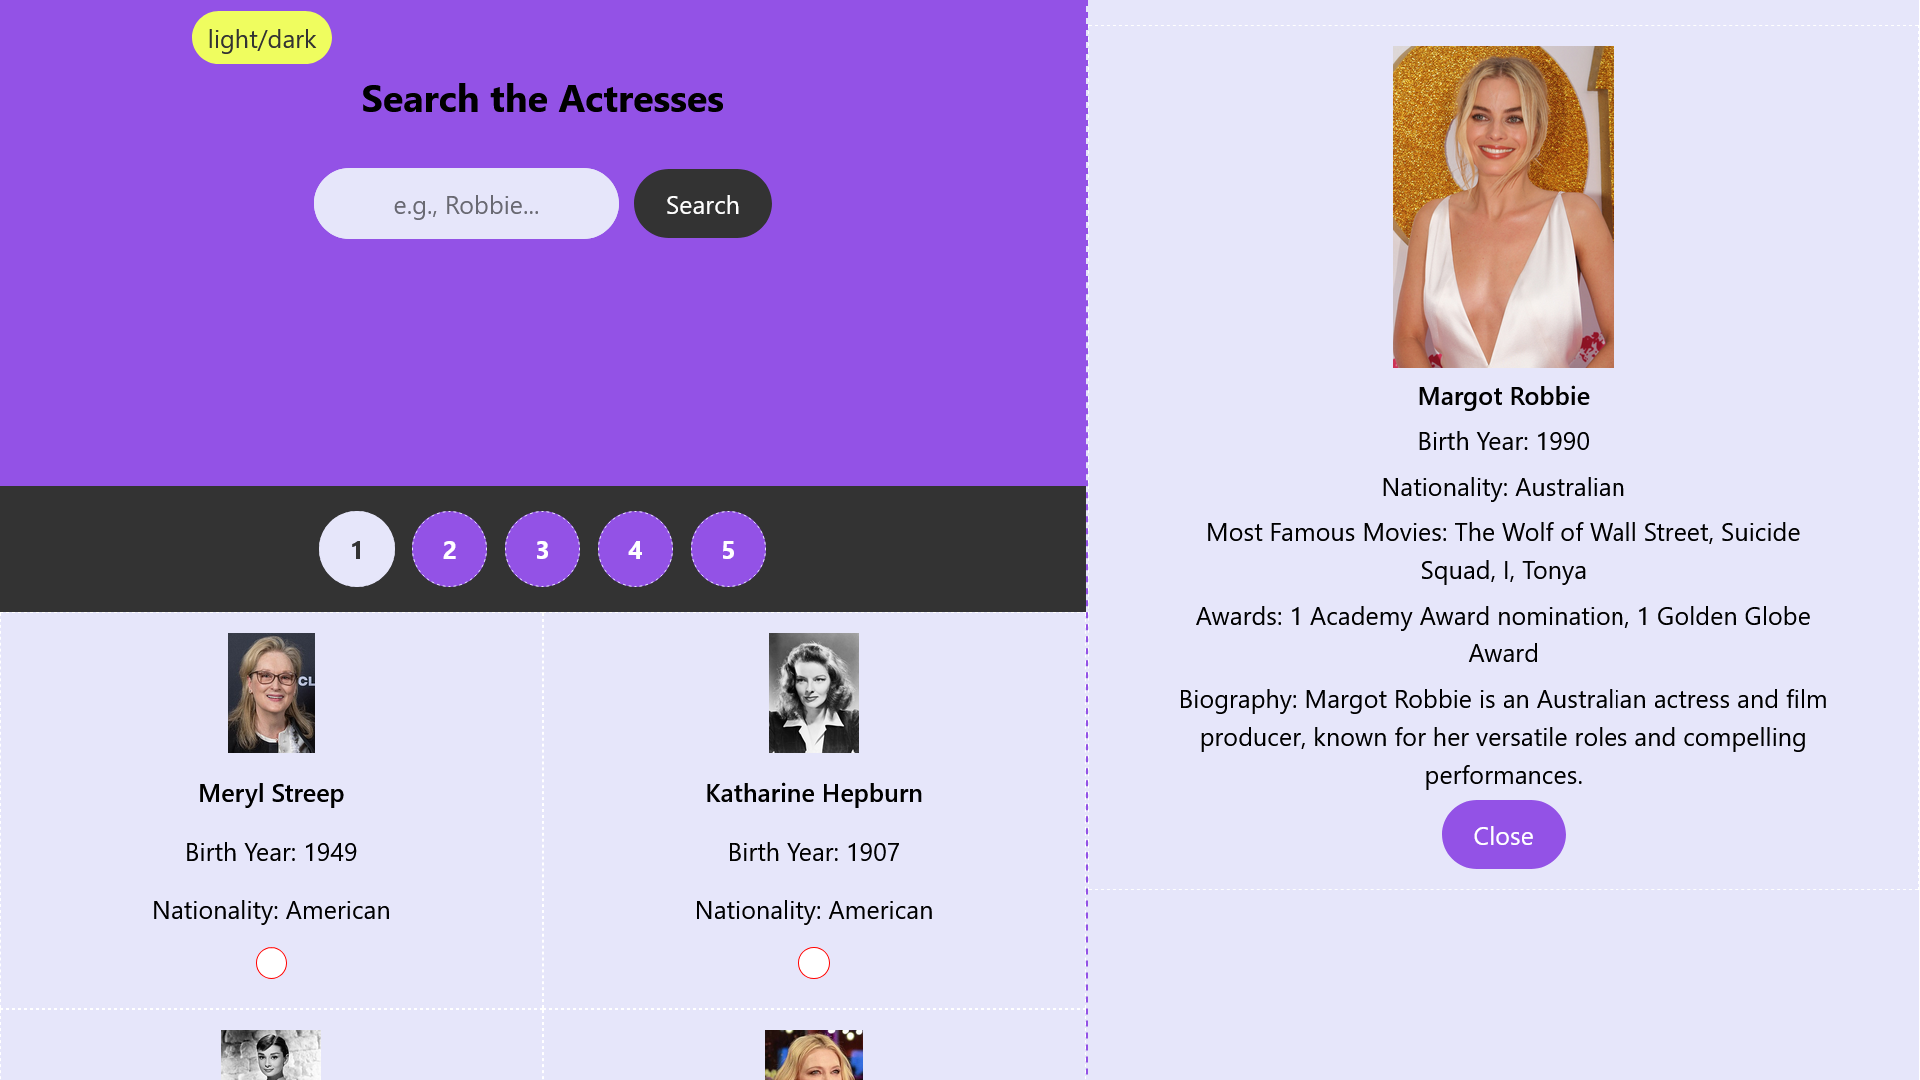 light/dark
Search the Actresses
e.g., Robbie...
Search
1
2
3
4
5
CL
Meryl Streep
Birth Year: 1949
Nationality: American
Katharine Hepburn
Birth Year: 1907
Nationality: American
Margot Robbie
Birth Year: 1990
Nationality: Australian
Most Famous Movies: The Wolf of Wall Street, Suicide
Squad, I, Tonya
Awards: 1 Academy Award nomination, 1 Golden Globe
Award
Biography: Margot Robbie is an Australian actress and film
producer, known for her versatile roles and compelling
performances.
Close